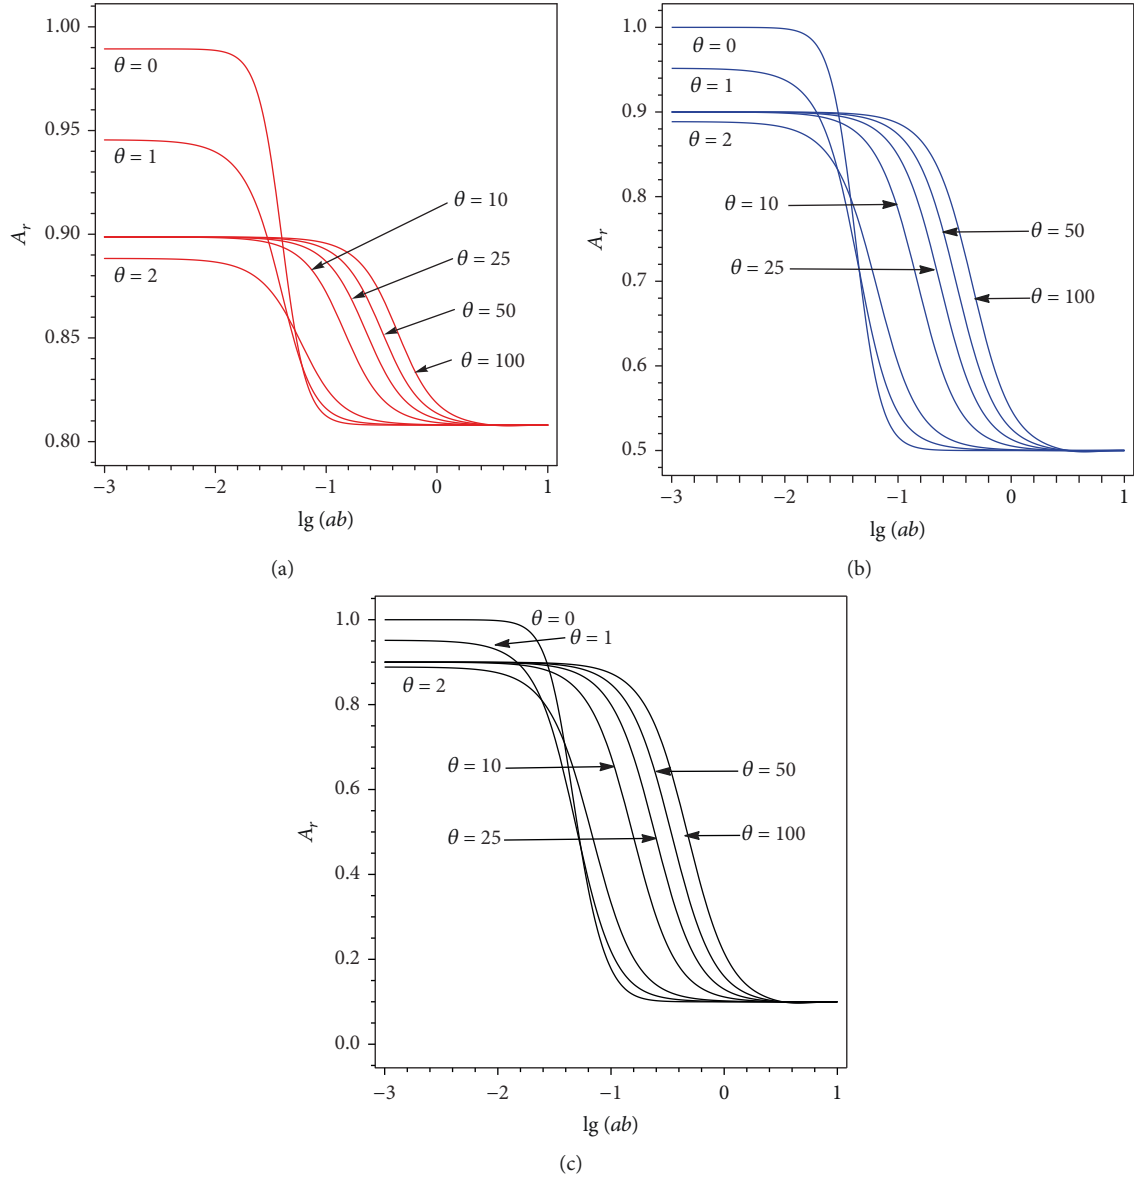 1.00
0.95
0.90
0.85
0.80
A_r
θ = 0
θ = 1
θ = 2
θ = 10
θ = 25
θ = 50
θ = 100
−3 −2 −1 0 1
lg (ab)
(a)
1.0
0.9
0.8
0.7
0.6
0.5
A_r
θ = 0
θ = 1
θ = 2
θ = 10
θ = 50
θ = 25
θ = 100
−3 −2 −1 0 1
lg (ab)
(b)
1.0
0.8
0.6
0.4
0.2
0.0
A_r
θ = 0
θ = 1
θ = 2
θ = 10
θ = 50
θ = 25
θ = 100
−3 −2 −1 0 1
lg (ab)
(c)